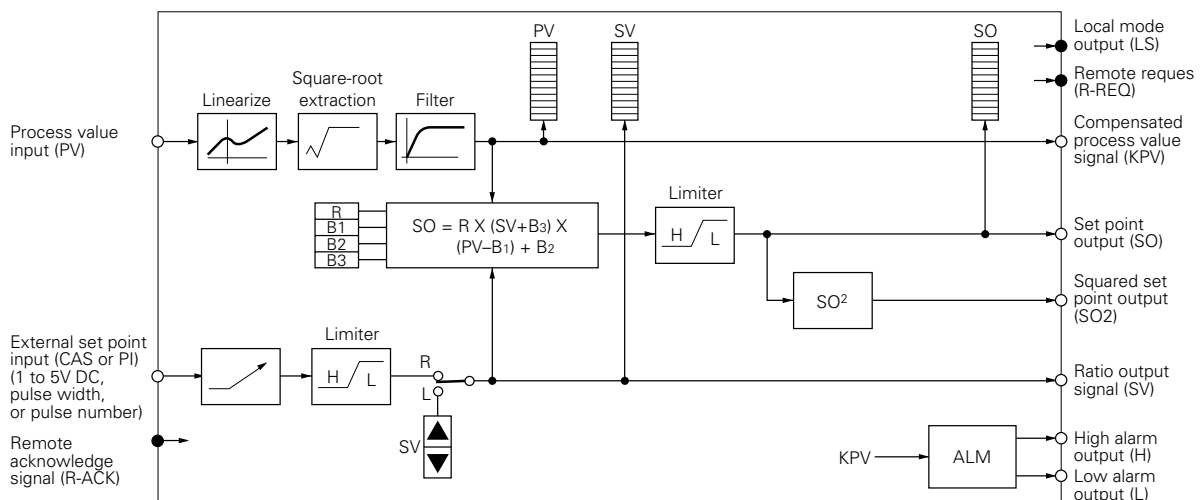 PV
SV
SO
Local mode
output (LS)
Remote reques
(R-REQ)
Linearize
Square-root
extraction
Filter
Process value
input (PV)
Compensated
process value
signal (KPV)
R
B1
B2
B3
SO = R X (SV+B3) X
(PV–B1) + B2
Limiter
H
L
Set point
output (SO)
SO2
Squared set
point output
(SO2)
External set point
input (CAS or PI)
(1 to 5V DC,
pulse width,
or pulse number)
Limiter
H
L
R
L
SV
Ratio output
signal (SV)
Remote
acknowledge
signal (R-ACK)
KPV
ALM
High alarm
output (H)
Low alarm
output (L)